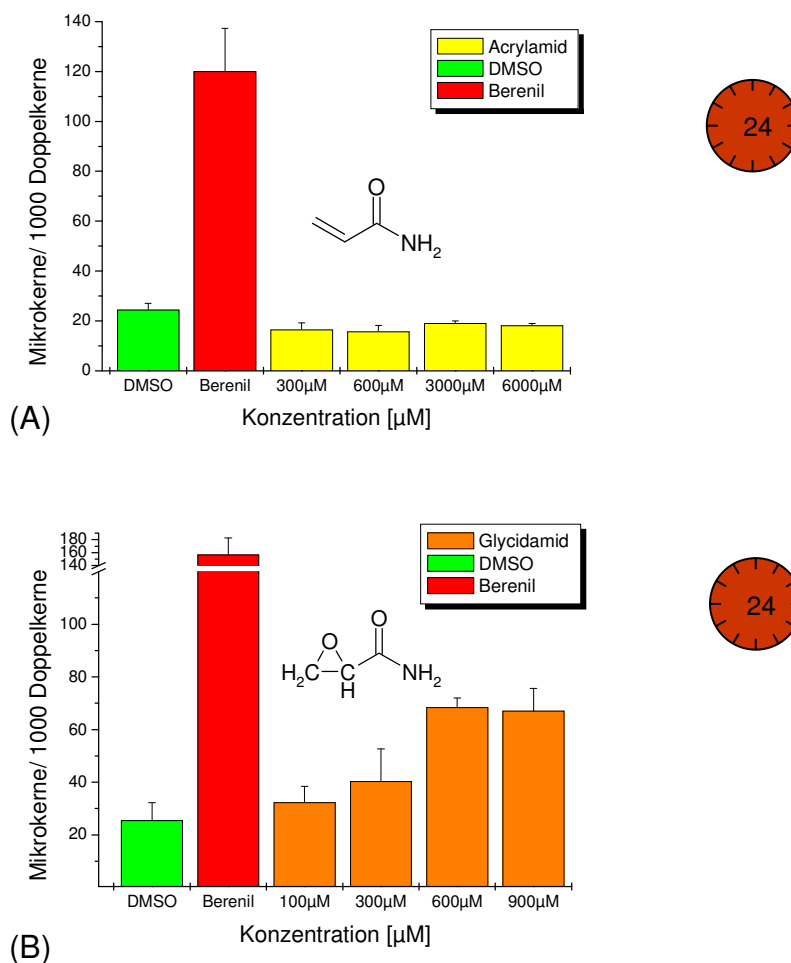 140
120
100
80
60
40
20
0
Mikrokerne/ 1000 Doppelkerne
Acrylamid
DMSO
Berenil
24
O
NH2
DMSO Berenil 300µM 600µM 3000µM 6000µM
Konzentration [µM]
(A)
180
160
140
100
80
60
40
20
Mikrokerne/ 1000 Doppelkerne
Glycidamid
DMSO
Berenil
24
O
O
H2C
H
NH2
DMSO Berenil 100µM 300µM 600µM 900µM
Konzentration [µM]
(B)